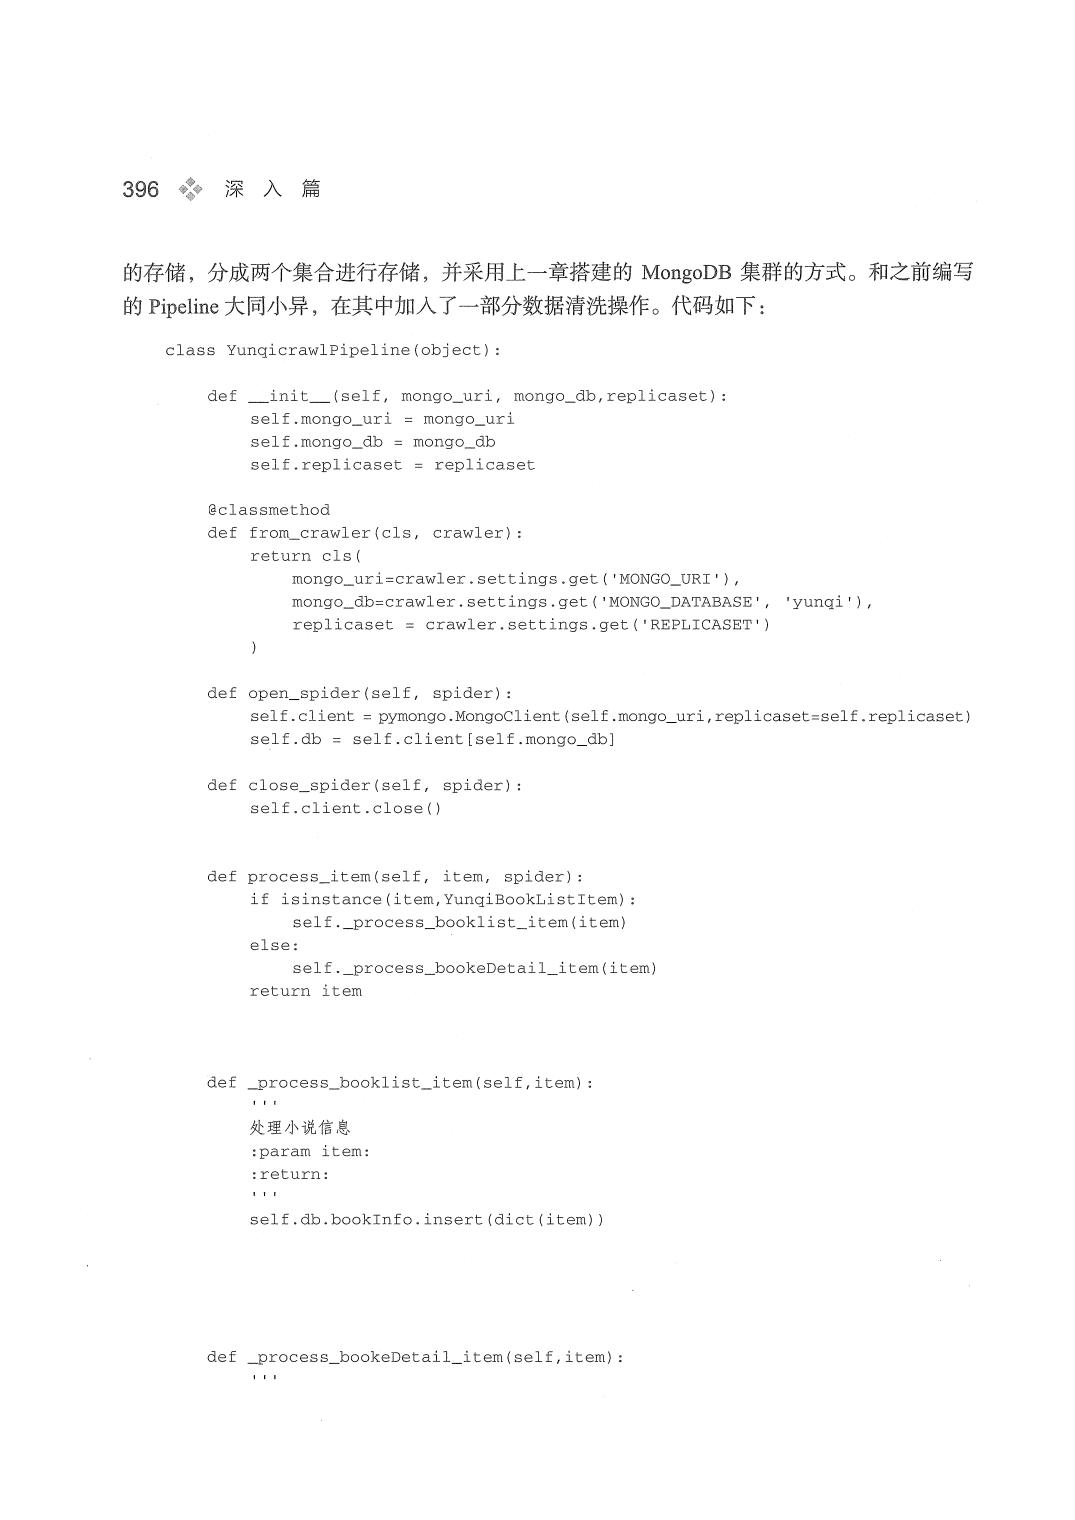 396 深 入 篇
的存储，分成两个集合进行存储，并采用上一章搭建的 MongoDB 集群的方式。和之前编写
的 Pipeline 大同小异，在其中加入了一部分数据清洗操作。代码如下：
class YunqicrawlPipeline(object):
def __init__(self, mongo_uri, mongo_db,replicaset):
self.mongo_uri = mongo_uri
self.mongo_db = mongo_db
self.replicaset = replicaset
@classmethod
def from_crawler(cls, crawler):
return cls(
mongo_uri=crawler.settings.get('MONGO_URI'),
mongo_db=crawler.settings.get('MONGO_DATABASE', 'yunqi'),
replicaset = crawler.settings.get('REPLICASET')
)
def open_spider(self, spider):
self.client = pymongo.MongoClient(self.mongo_uri,replicaset=self.replicaset)
self.db = self.client[self.mongo_db]
def close_spider(self, spider):
self.client.close()
def process_item(self, item, spider):
if isinstance(item,YunqiBookListItem):
self._process_booklist_item(item)
else:
self._process_bookeDetail_item(item)
return item
def _process_booklist_item(self,item):
'''
处理小说信息
:param item:
:return:
'''
self.db.bookInfo.insert(dict(item))
def _process_bookeDetail_item(self,item):
'''